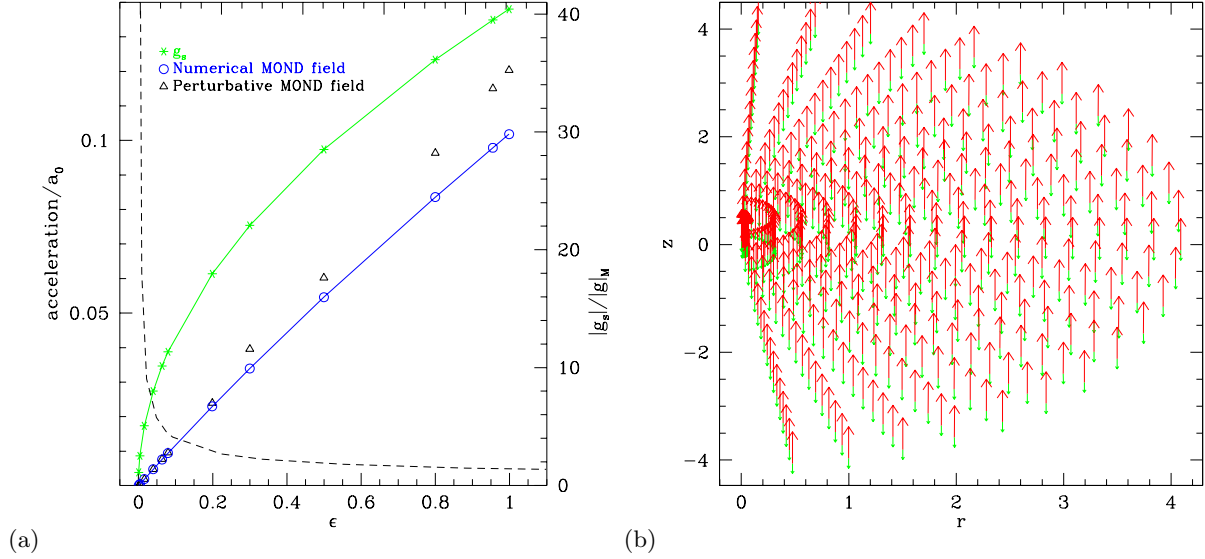 g_s
Numerical MOND field
Perturbative MOND field
acceleration/a_0
0.1
0.05
0
0.2
0.4
0.6
0.8
1
ε
40
30
20
10
0
|g_s|/|g|_M
(a)
4
2
0
−2
−4
z
0
1
2
3
4
r
(b)